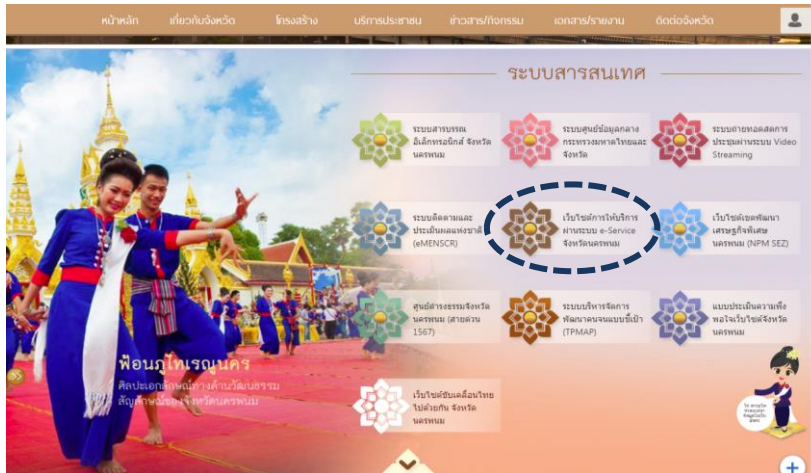 หน้าหลัก เกี่ยวกับจังหวัด โครงสร้าง บริการประชาชน ข่าวสาร/กิจกรรม เอกสาร/รายงาน ติดต่อจังหวัด
ระบบสารสนเทศ
ระบบสารบรรณ
อิเล็กทรอนิกส์ จังหวัด
นครพนม
ระบบศูนย์ข้อมูลกลาง
กระทรวงมหาดไทยและ
จังหวัด
ระบบถ่ายทอดสดการ
ประชุมผ่านระบบ Video
Streaming
ระบบติดตามและ
ประเมินผลแห่งชาติ
(eMENSCR)
เว็บไซต์การให้บริการ
ผ่านระบบ e-Service
จังหวัดนครพนม
เว็บไซต์เขตพัฒนา
เศรษฐกิจพิเศษ
นครพนม (NPM SEZ)
ศูนย์ดำรงธรรมจังหวัด
นครพนม (สายด่วน
1567)
ระบบบริหารจัดการ
พัฒนาคนจนแบบชี้เป้า
(TPMAP)
แบบประเมินความพึง
พอใจเว็บไซต์จังหวัด
นครพนม
ฟ้อนภูไทเรณูนคร
ศิลปะเอกลักษณ์ทางด้านวัฒนธรรม
สัญลักษณ์ของจังหวัดนครพนม
เว็บไซต์ขับเคลื่อนไทย
ไปด้วยกัน จังหวัด
นครพนม